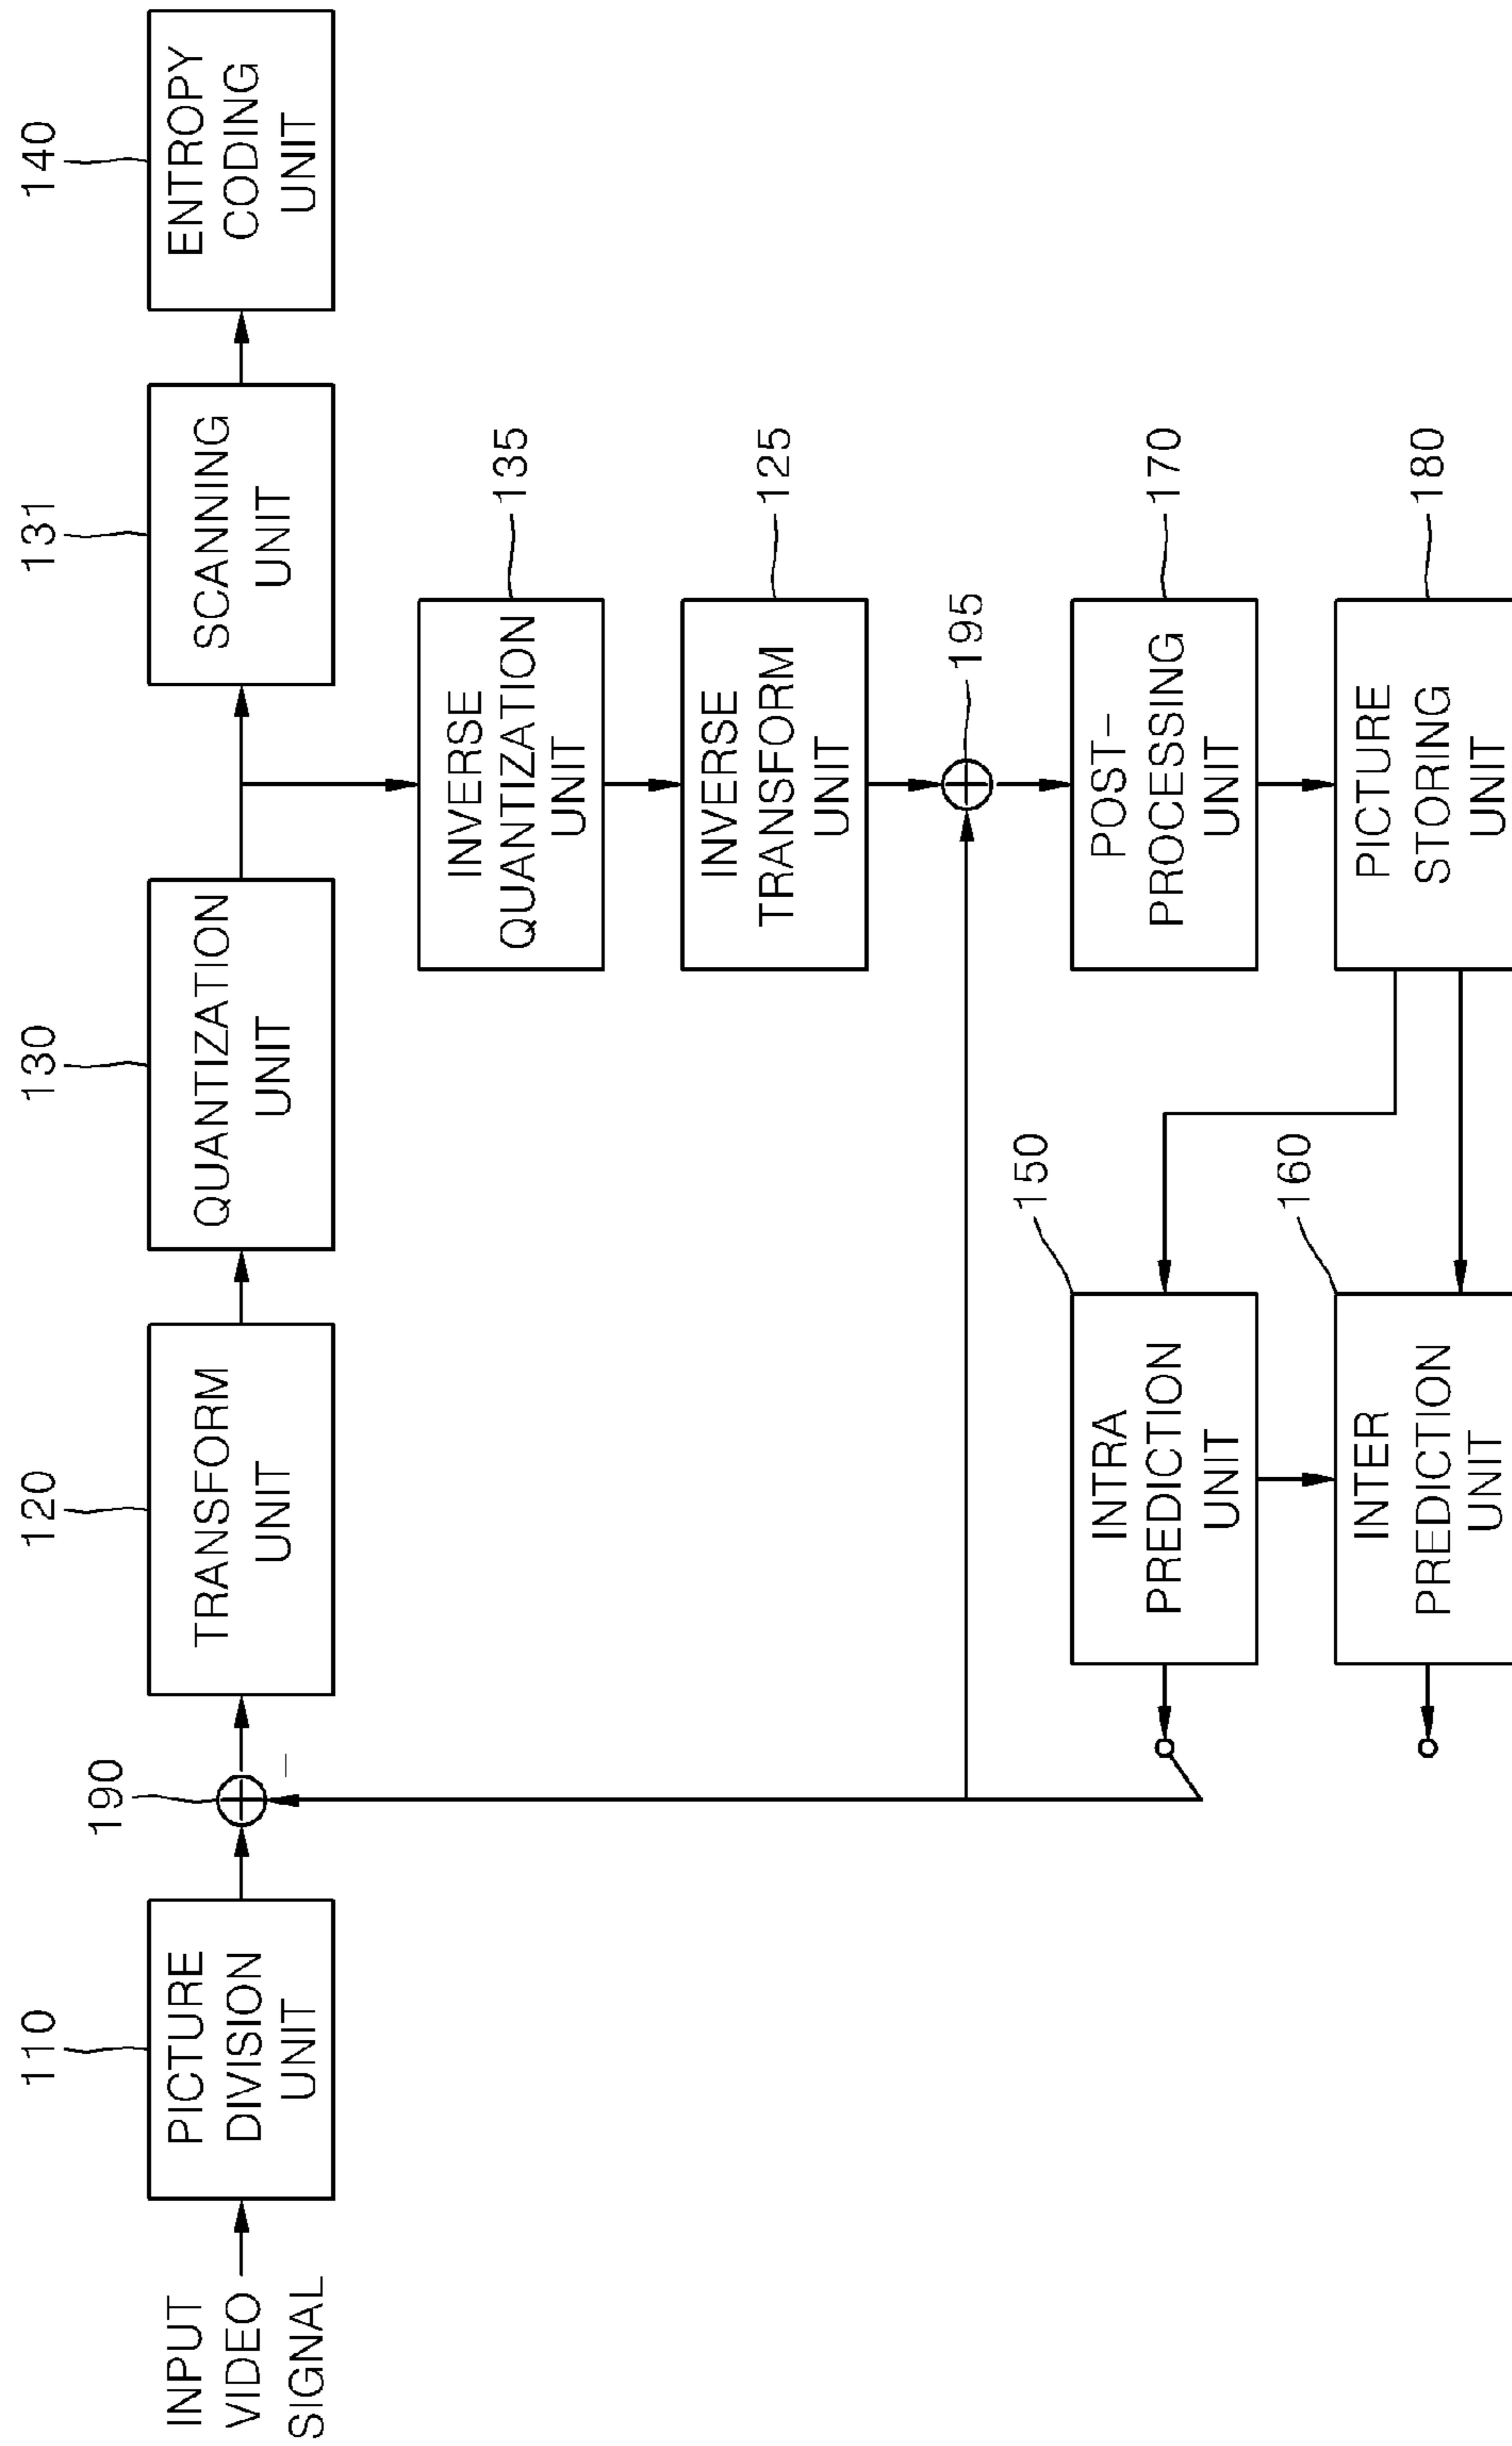 110
PICTURE
DIVISION
UNIT
INPUT
VIDEO
SIGNAL
190
−
120
TRANSFORM
UNIT
130
QUANTIZATION
UNIT
131
SCANNING
UNIT
140
ENTROPY
CODING
UNIT
INVERSE
QUANTIZATION
UNIT
135
INVERSE
TRANSFORM
UNIT
125
195
150
INTRA
PREDICTION
UNIT
POST-
PROCESSING
UNIT
170
160
INTER
PREDICTION
UNIT
PICTURE
STORING
UNIT
180